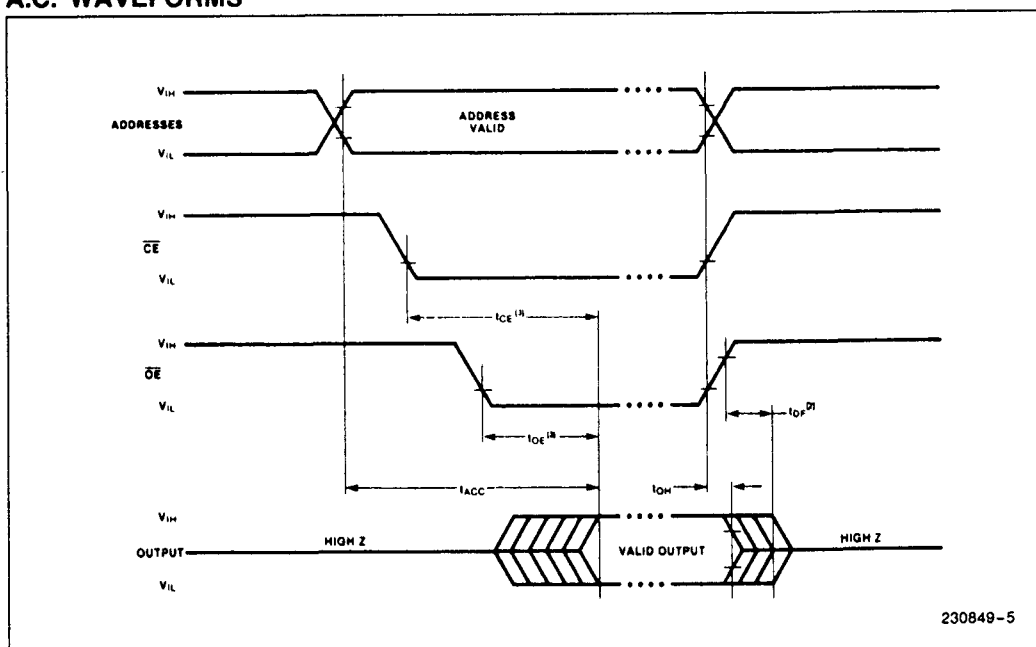 A.C. WAVEFORMS
VIH
ADDRESSES
VIL
ADDRESS
VALID
VIH
CE
VIL
tCE(3)
VIH
OE
VIL
tDF(2)
tOE(3)
tACC
tOH
VIH
OUTPUT
VIL
HIGH Z
VALID OUTPUT
HIGH Z
230849-5